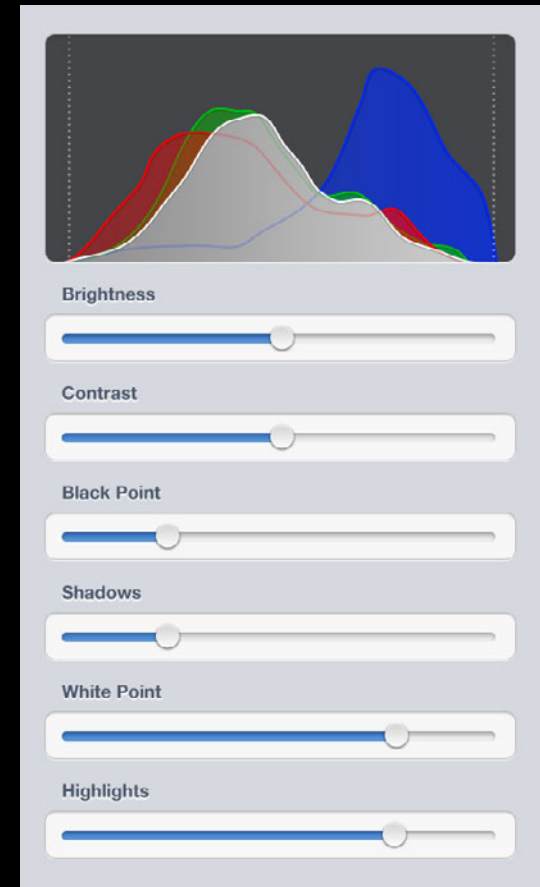 Brightness
Contrast
Black Point
Shadows
White Point
Highlights